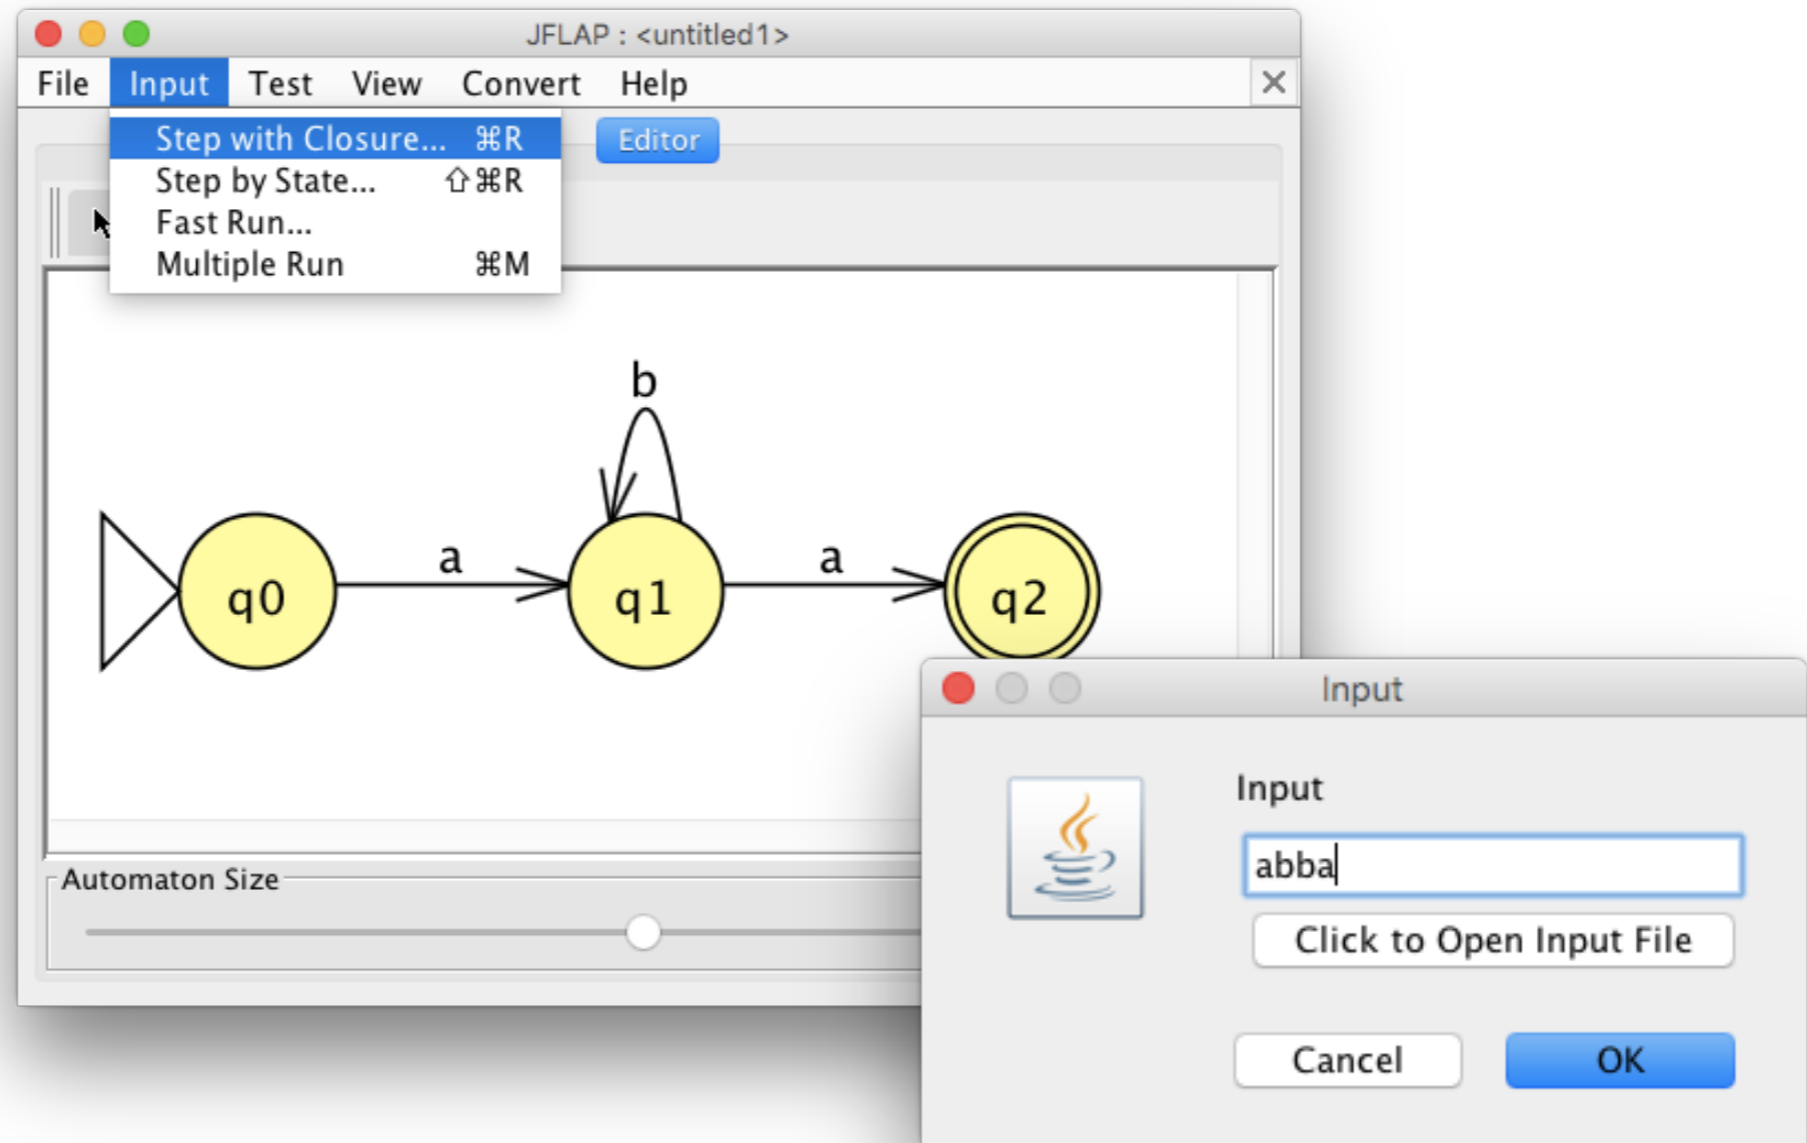 JFLAP : <untitled1>
File Input Test View Convert Help
Step with Closure... ⌘R
Editor
Step by State... ⇧⌘R
Fast Run...
Multiple Run ⌘M
b
a a
q0 q1 q2
Input
Input
abba
Automaton Size
Click to Open Input File
Cancel OK